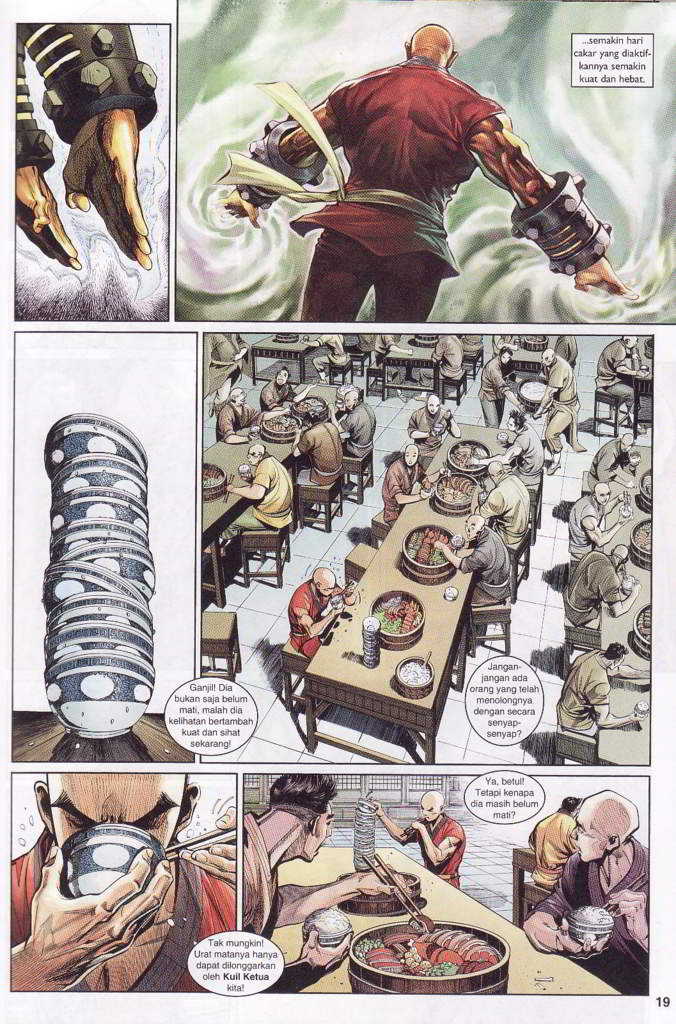 ...semakin hari
cakar yang diaktif-
kannya semakin
kuat dan hebat.
Ganjil! Dia
bukan saja belum
mati, malah dia
kelihatan bertambah
kuat dan sihat
sekarang!
Jangan-
jangan ada
orang yang telah
menolongnya
dengan secara
senyap-
senyap?
Tak mungkin!
Urat matanya hanya
dapat dilonggarkan
oleh Kuil Ketua
kita!
Ya, betul!
Tetapi kenapa
dia masih belum
mati?
19